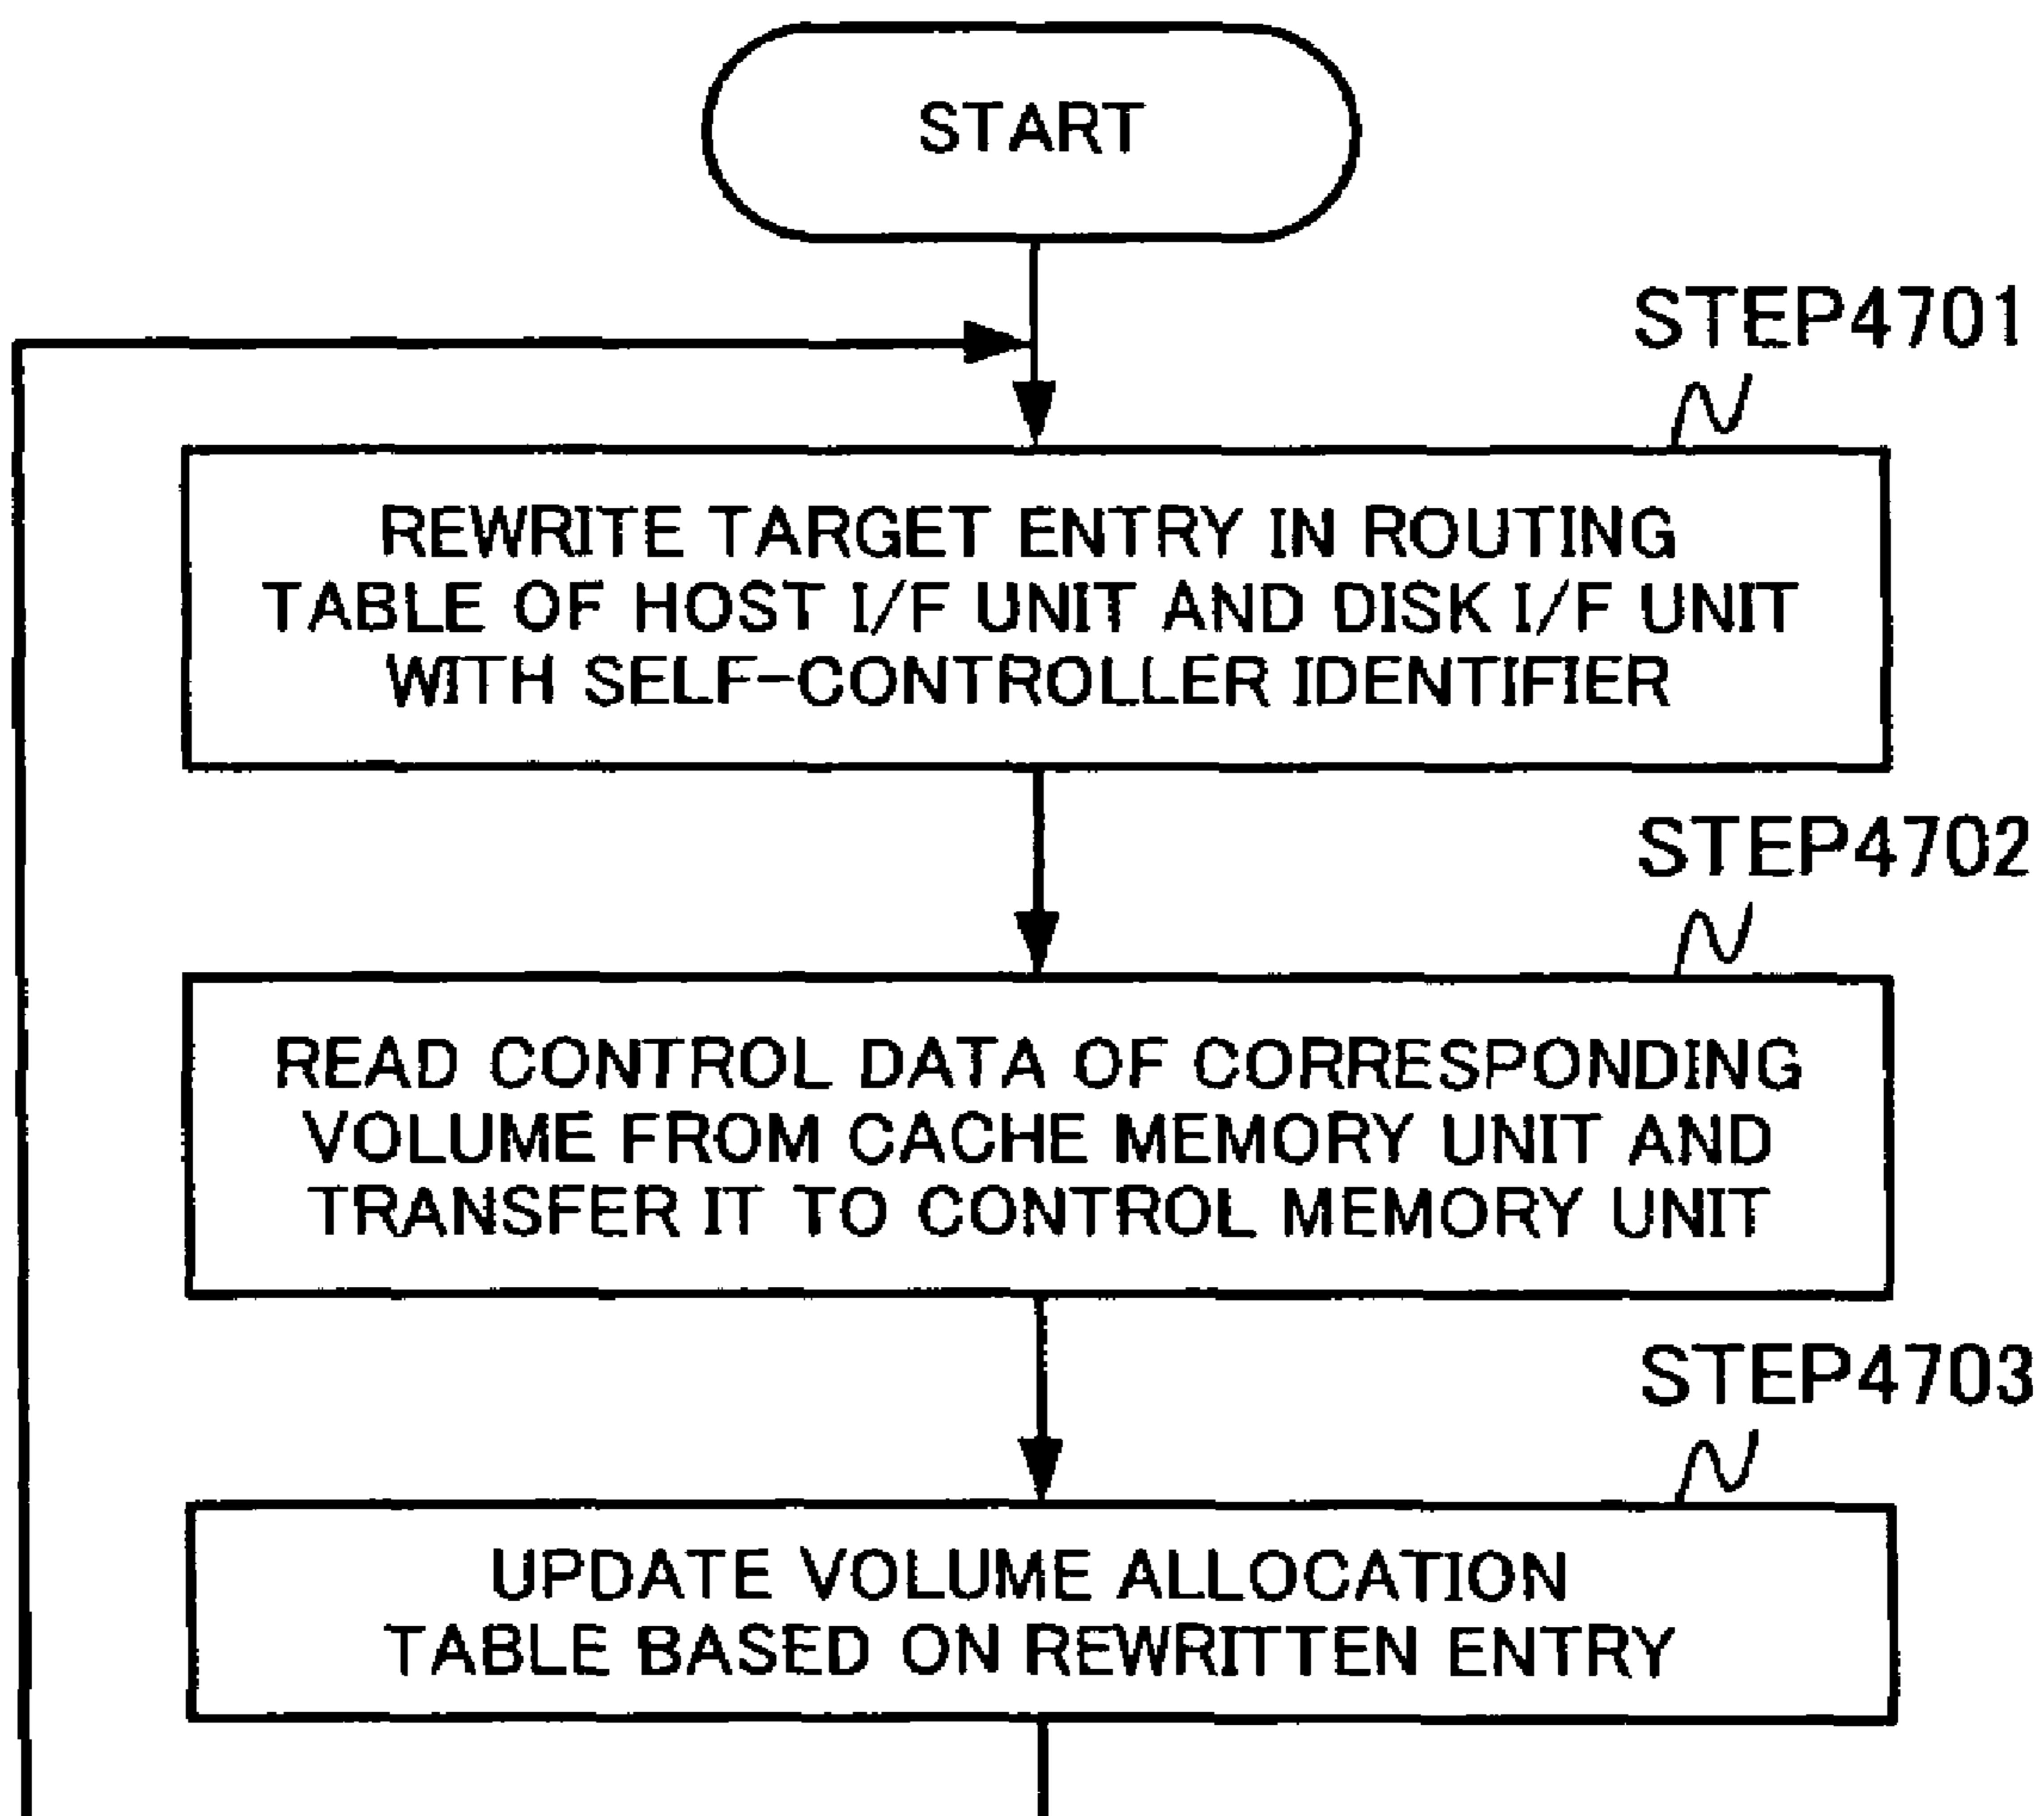 START
STEP4701
REWRITE TARGET ENTRY IN ROUTING
TABLE OF HOST I/F UNIT AND DISK I/F UNIT
WITH SELF-CONTROLLER IDENTIFIER
STEP4702
READ CONTROL DATA OF CORRESPONDING
VOLUME FROM CACHE MEMORY UNIT AND
TRANSFER IT TO CONTROL MEMORY UNIT
STEP4703
UPDATE VOLUME ALLOCATION
TABLE BASED ON REWRITTEN ENTRY